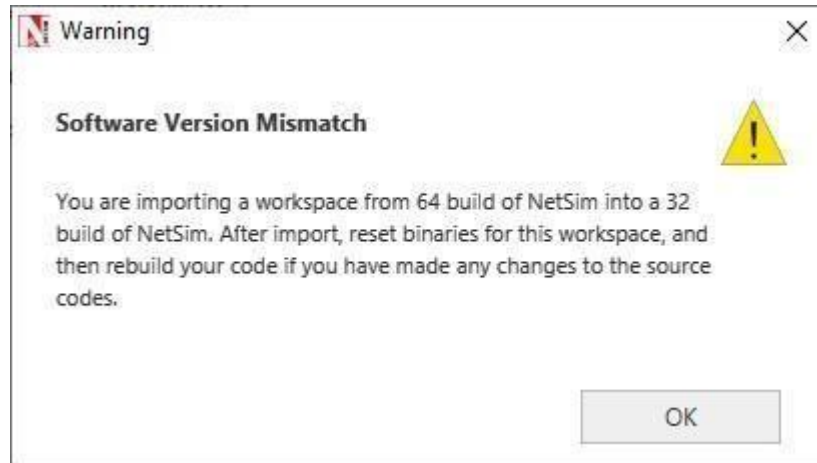 Warning
Software Version Mismatch
You are importing a workspace from 64 build of NetSim into a 32
build of NetSim. After import, reset binaries for this workspace, and
then rebuild your code if you have made any changes to the source
codes.
OK